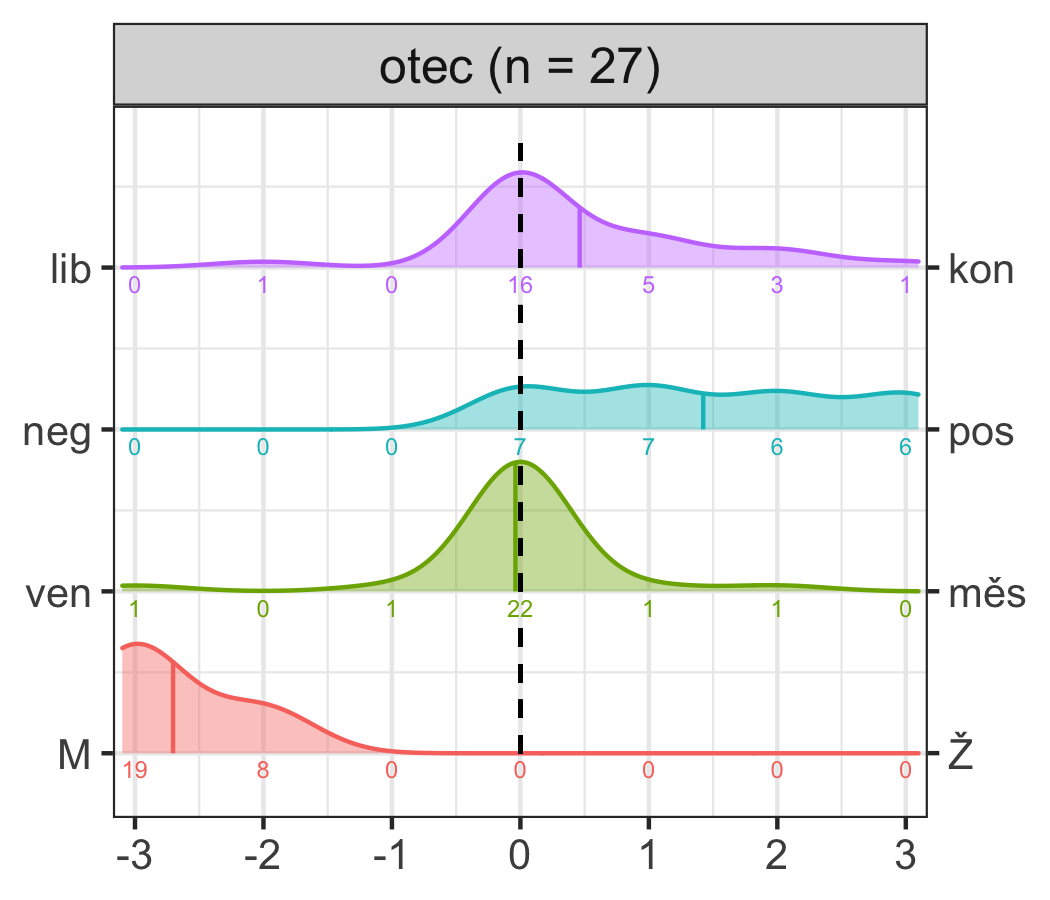 otec (n = 27)
lib kon
0 1 0 16 5 3 1
neg pos
0 0 0 7 7 6 6
ven měs
1 0 1 22 1 1 0
M Ž
19 8 0 0 0 0 0
-3 -2 -1 0 1 2 3